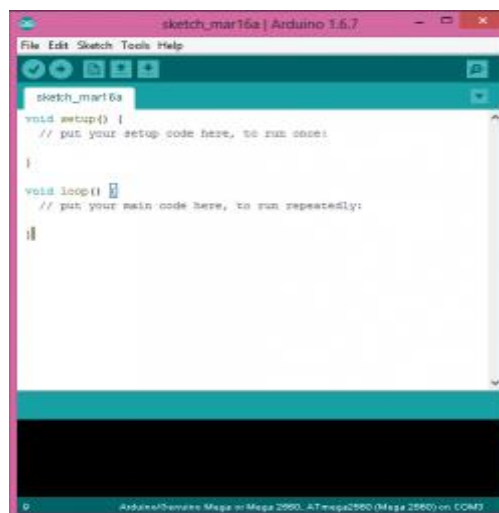 sketch_mar16a | Arduino 1.6.7
File Edit Sketch Tools Help
sketch_mar16a
void setup() {
// put your setup code here, to run once:
}
void loop() {
// put your main code here, to run repeatedly:
}
Arduino/Genuino Mega or Mega 2560, ATmega2560 (Mega 2560) on COM3